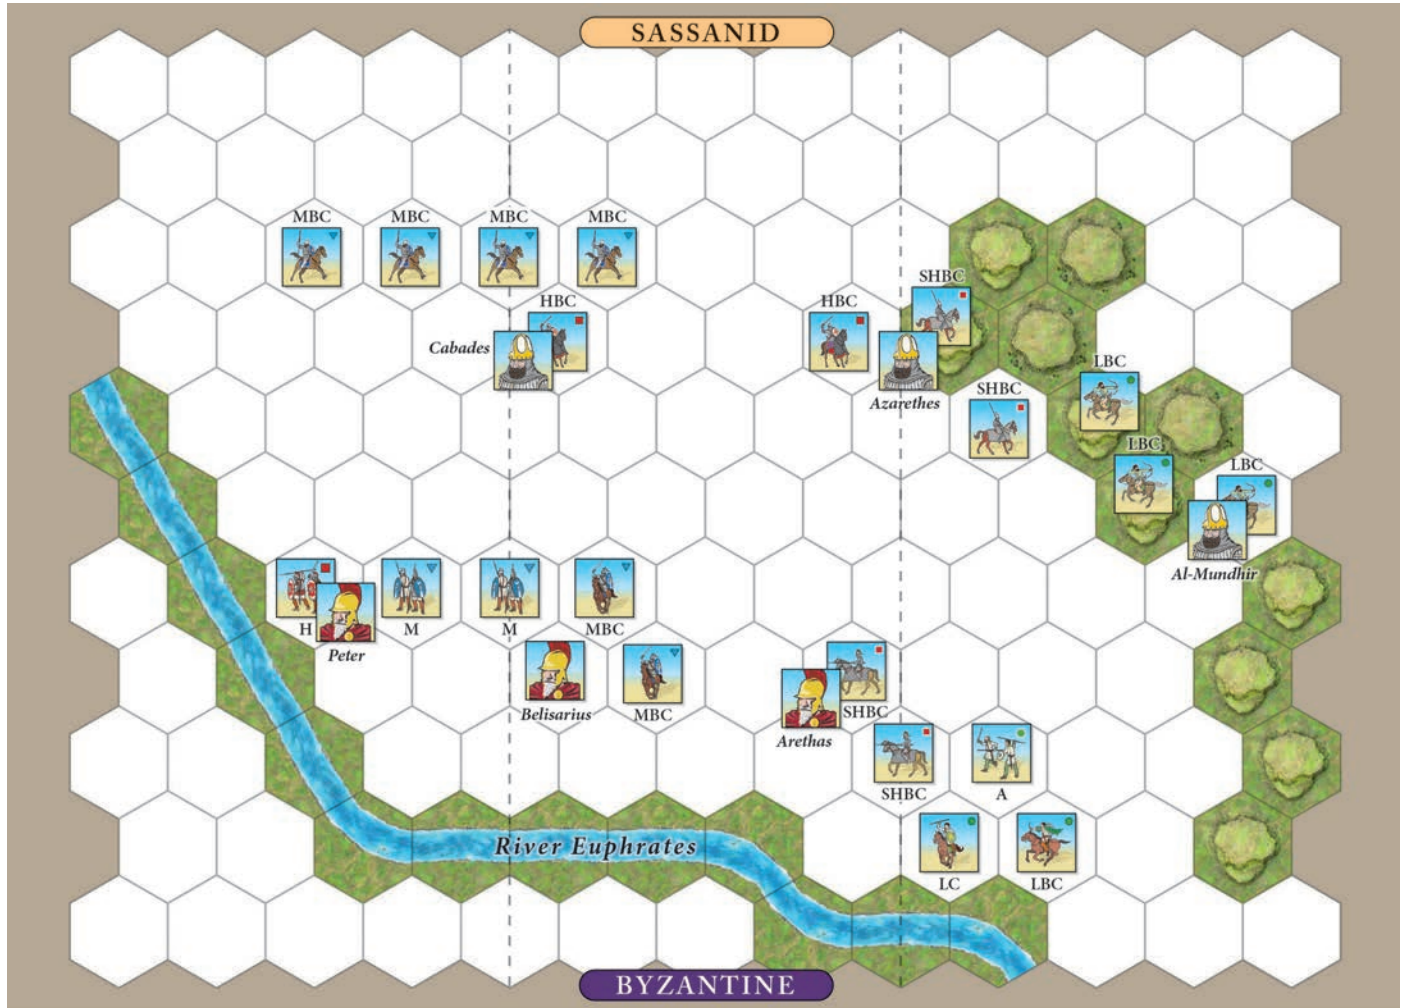 SASSANID
MBC MBC MBC MBC
SHBC
HBC HBC
Cabades
LBC
Azarethes SHBC
LBC
LBC
Al-Mundhir
H M M MBC
Peter
Belisarius MBC SHBC
Arethas
SHBC A
River Euphrates
LC LBC
BYZANTINE